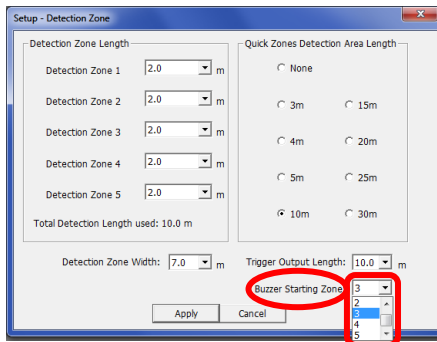 Setup - Detection Zone
Detection Zone Length
Detection Zone 1 2.0 m
Detection Zone 2 2.0 m
Detection Zone 3 2.0 m
Detection Zone 4 2.0 m
Detection Zone 5 2.0 m
Total Detection Length used: 10.0 m
Quick Zones Detection Area Length
None
3m 15m
4m 20m
5m 25m
10m 30m
Detection Zone Width: 7.0 m
Trigger Output Length: 10.0 m
Buzzer Starting Zone 3
2
3
4
5
Apply Cancel